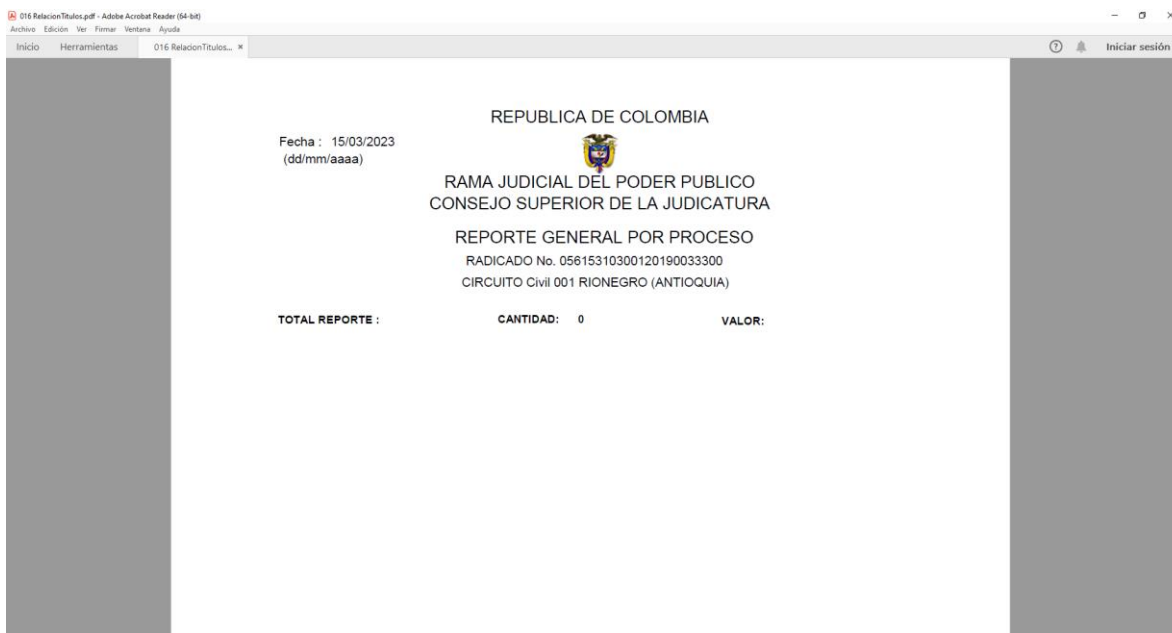 016 RelacionTitulos.pdf - Adobe Acrobat Reader (64-bit)
Archivo Edición Ver Firmar Ventana Ayuda
Inicio Herramientas 016 RelacionTitulos... × Iniciar sesión
REPUBLICA DE COLOMBIA
Fecha : 15/03/2023
(dd/mm/aaaa)
RAMA JUDICIAL DEL PODER PUBLICO
CONSEJO SUPERIOR DE LA JUDICATURA
REPORTE GENERAL POR PROCESO
RADICADO No. 05615310300120190033300
CIRCUITO Civil 001 RIONEGRO (ANTIOQUIA)
TOTAL REPORTE : CANTIDAD: 0 VALOR: